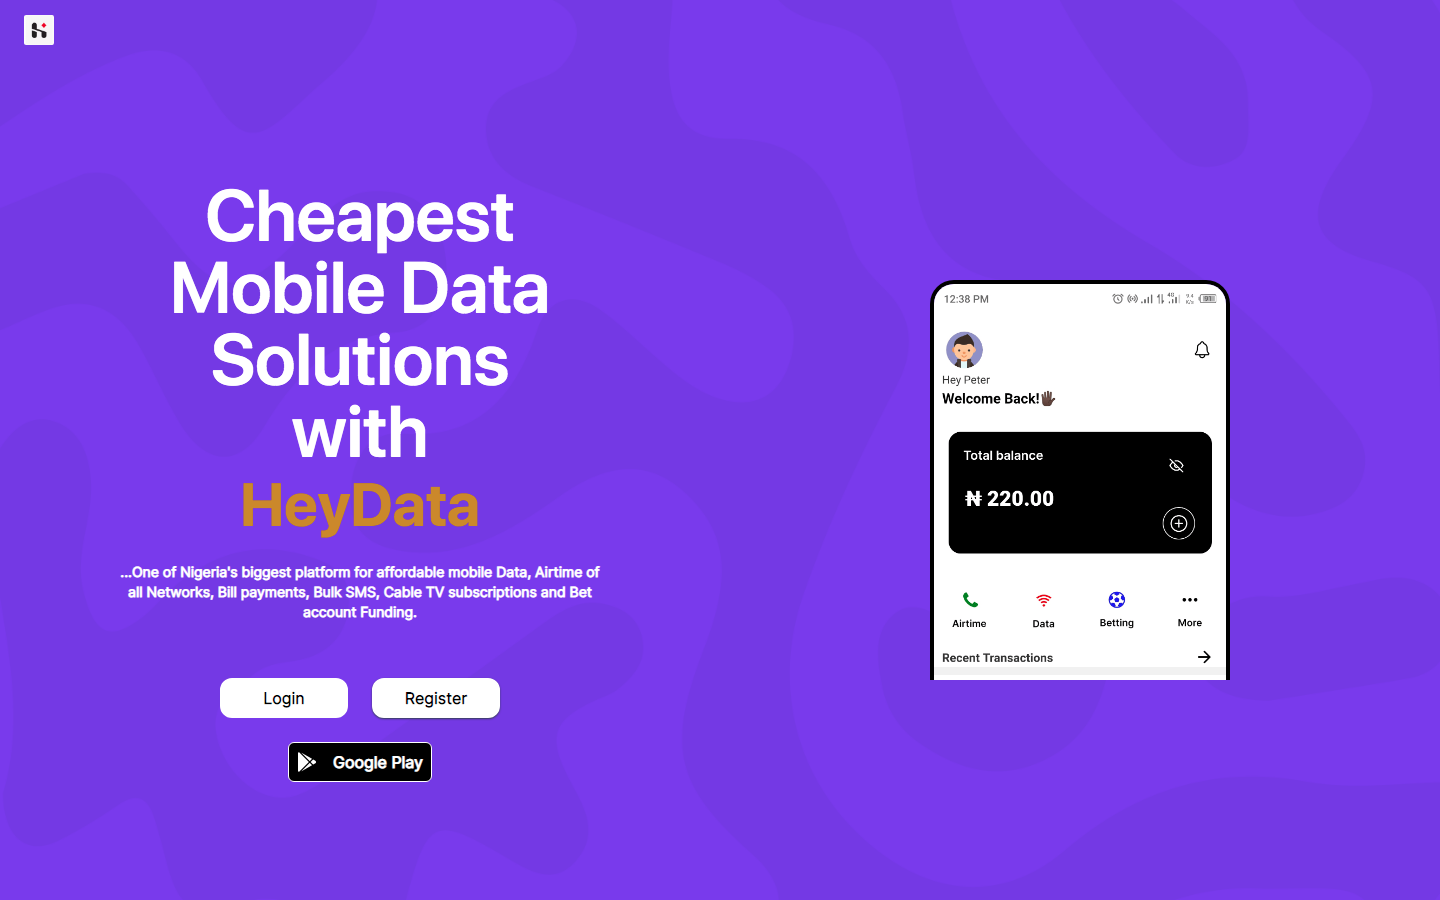 Cheapest
Mobile Data
Solutions
with
HeyData
...One of Nigeria's biggest platform for affordable mobile Data, Airtime of
all Networks, Bill payments, Bulk SMS, Cable TV subscriptions and Bet
account Funding.
Login
Register
Google Play
12:38 PM
Hey Peter
Welcome Back!
Total balance
₦ 220.00
Airtime
Data
Betting
More
Recent Transactions